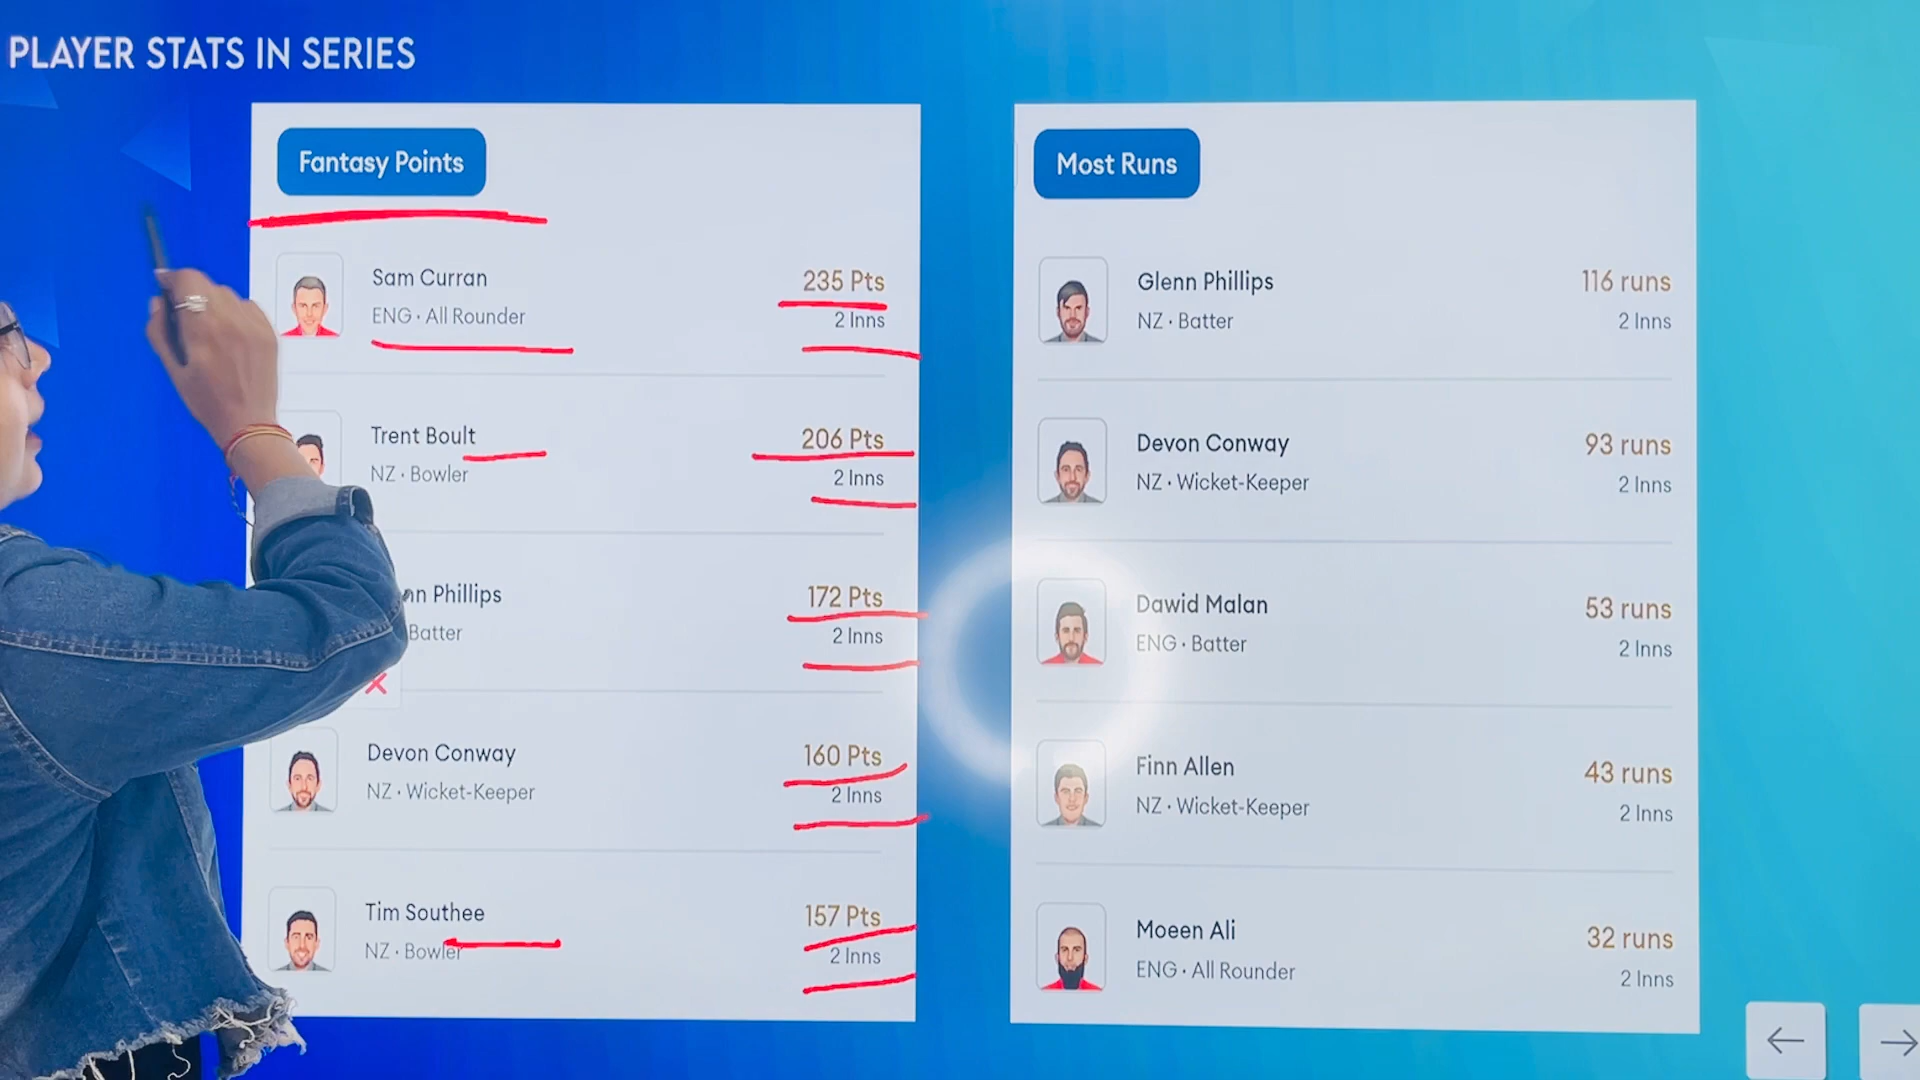 PLAYER STATS IN SERIES
Fantasy Points
Sam Curran
235 Pts
ENG · All Rounder
2 Inns
Trent Boult
206 Pts
NZ · Bowler
2 Inns
Phillips
172 Pts
Batter
2 Inns
Devon Conway
160 Pts
NZ · Wicket-Keeper
2 Inns
Tim Southee
157 Pts
NZ · Bowler
2 Inns
Most Runs
Glenn Phillips
116 runs
NZ · Batter
2 Inns
Devon Conway
93 runs
NZ · Wicket-Keeper
2 Inns
Dawid Malan
53 runs
ENG · Batter
2 Inns
Finn Allen
43 runs
NZ · Wicket-Keeper
2 Inns
Moeen Ali
32 runs
ENG · All Rounder
2 Inns